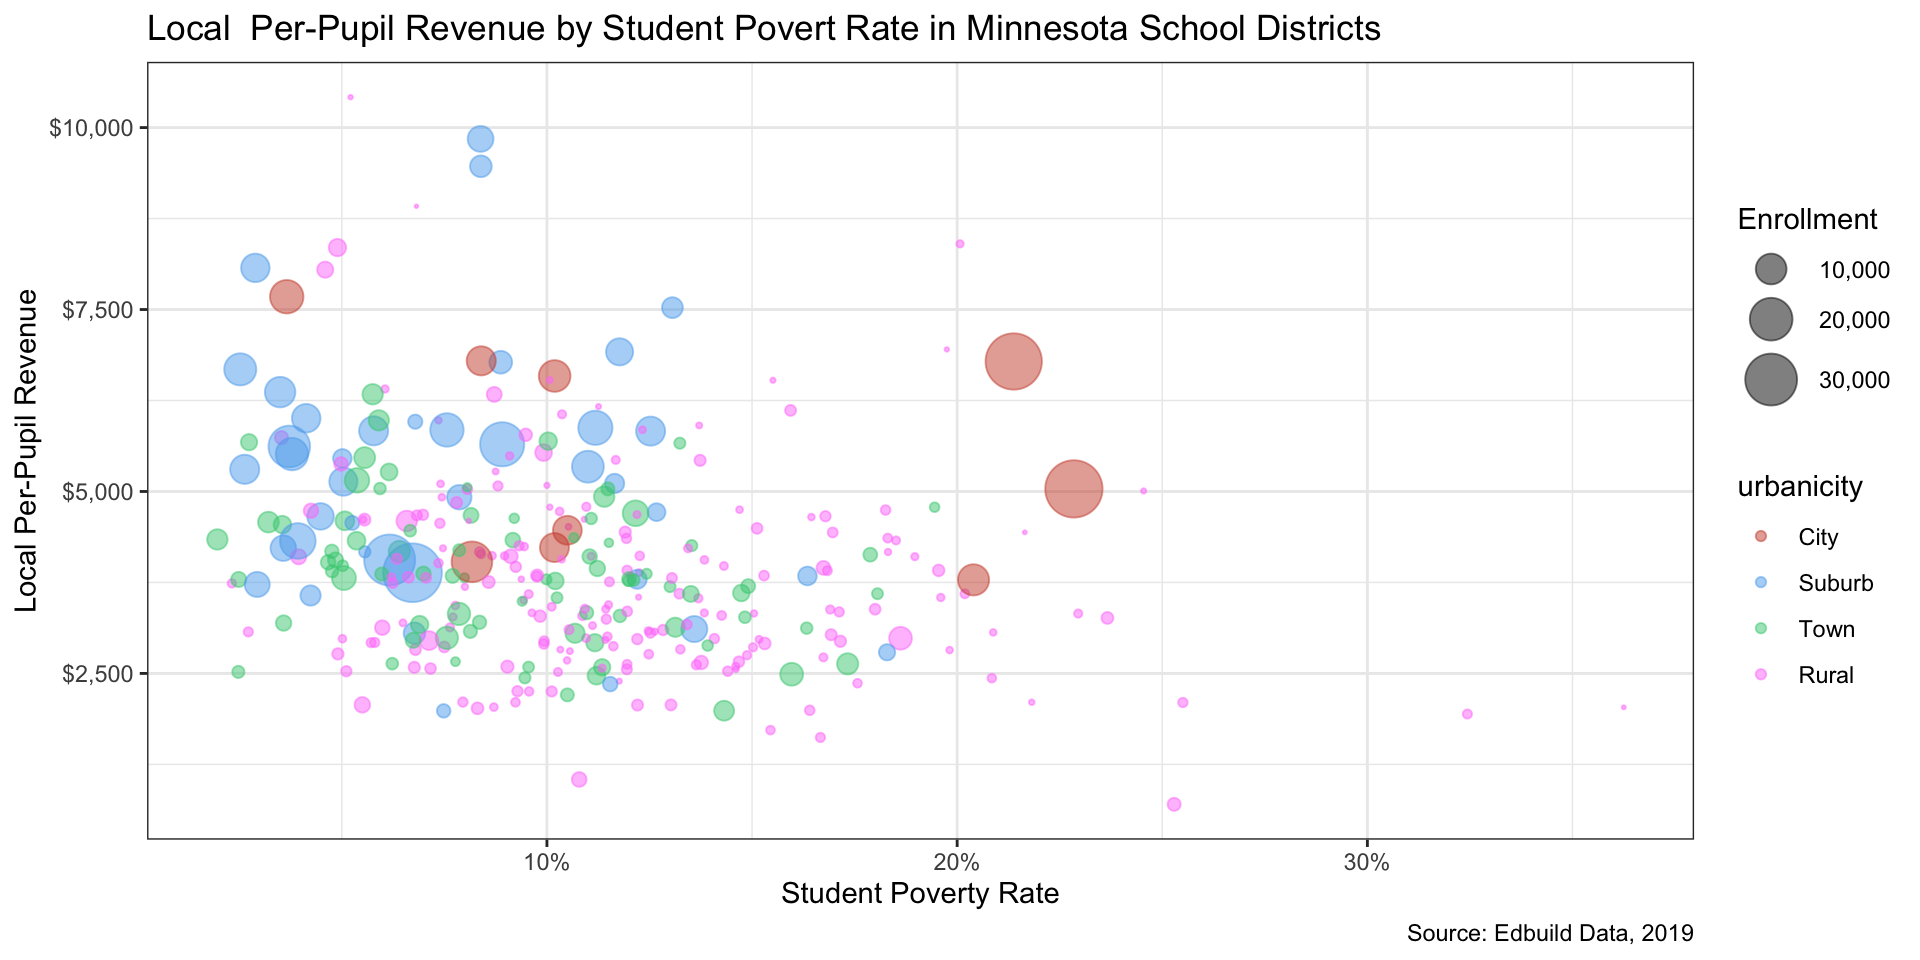 Local  Per-Pupil Revenue by Student Povert Rate in Minnesota School Districts
Local Per-Pupil Revenue
$10,000
$7,500
$5,000
$2,500
10%
20%
30%
Student Poverty Rate
Enrollment
10,000
20,000
30,000
urbanicity
City
Suburb
Town
Rural
Source: Edbuild Data, 2019